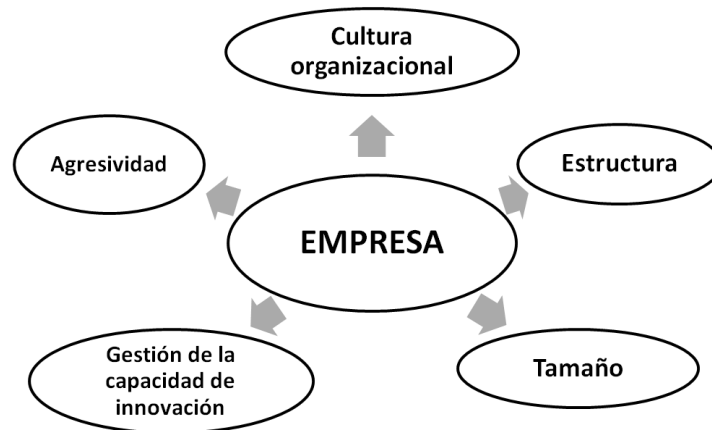 Cultura
organizacional
Agresividad
Estructura
EMPRESA
Gestión de la
capacidad de
innovación
Tamaño